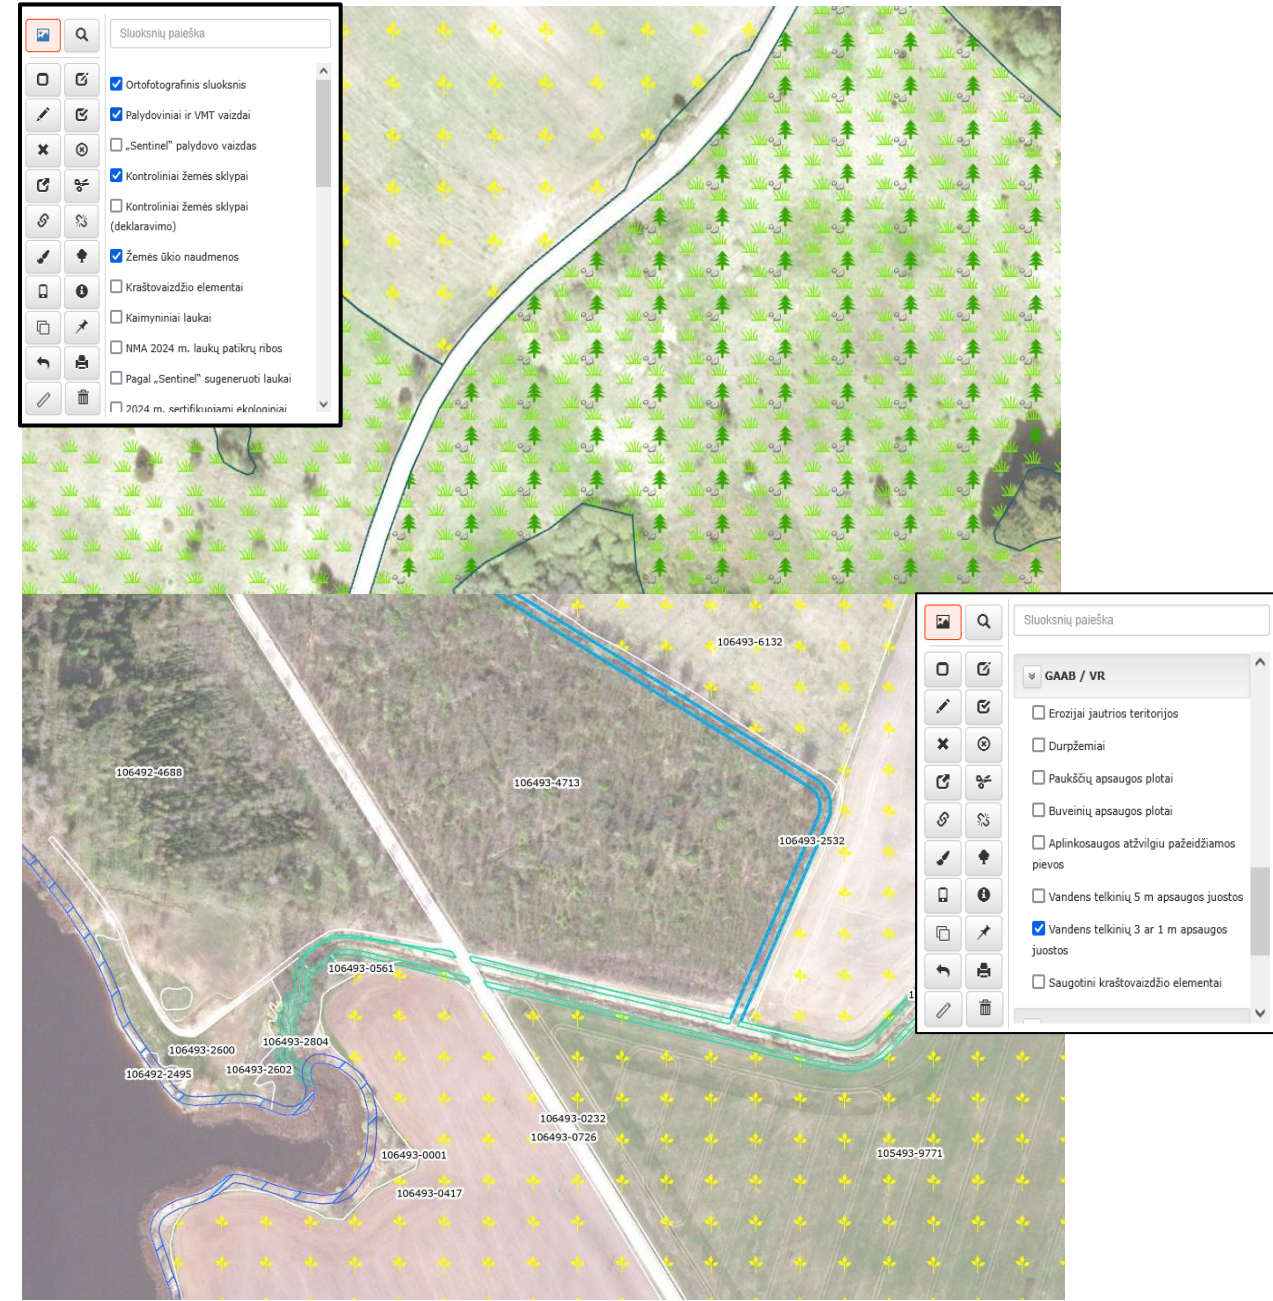 Sluoksnių paieška
Ortofotografinis sluoksnis
Palydoviniai ir VMT vaizdai
„Sentinel“ palydovo vaizdas
Kontroliniai žemės sklypai
Kontroliniai žemės sklypai
(deklaravimo)
Žemės ūkio naudmenos
Kraštovaizdžio elementai
Kaimyniniai laukai
NMA 2024 m. laukų patikrų ribos
Pagal „Sentinel“ sugeneruoti laukai
2024 m. sertifikuojami ekologiniai
106493-6132
106492-4688
106493-4713
106493-2532
106493-0561
106493-2600
106493-2804
106492-2495
106493-2602
106493-0232
106493-0726
106493-0001
105493-9771
106493-0417
Sluoksnių paieška
GAAB / VR
Erozijai jautrios teritorijos
Durpžemiai
Paukščių apsaugos plotai
Buveinių apsaugos plotai
Aplinkosaugos atžvilgiu pažeidžiamos
pievos
Vandens telkinių 5 m apsaugos juostos
Vandens telkinių 3 ar 1 m apsaugos
juostos
Saugotini kraštovaizdžio elementai